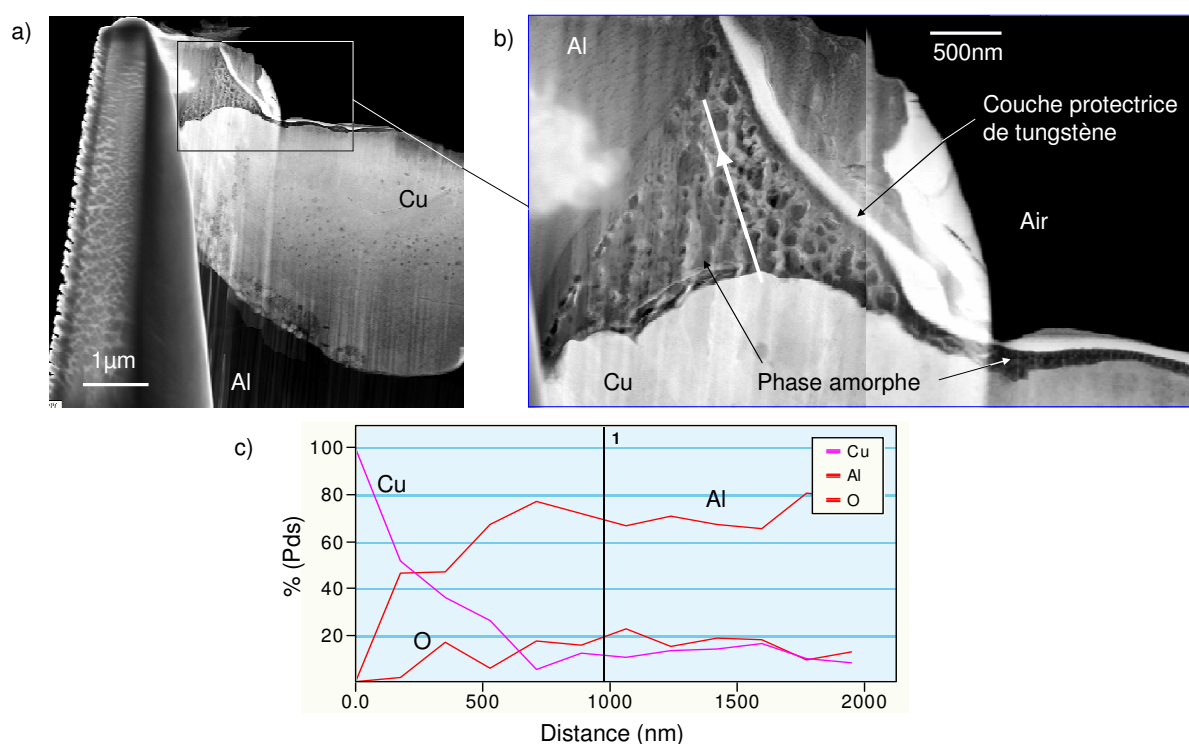 a)
Cu
Al
1µm
b)
Al
500nm
Couche protectrice
de tungstène
Air
Cu
Phase amorphe
c)
1
100
80
60
40
20
% (Pds)
Cu
Al
O
Cu
Al
O
0.0
500
1000
1500
2000
Distance (nm)